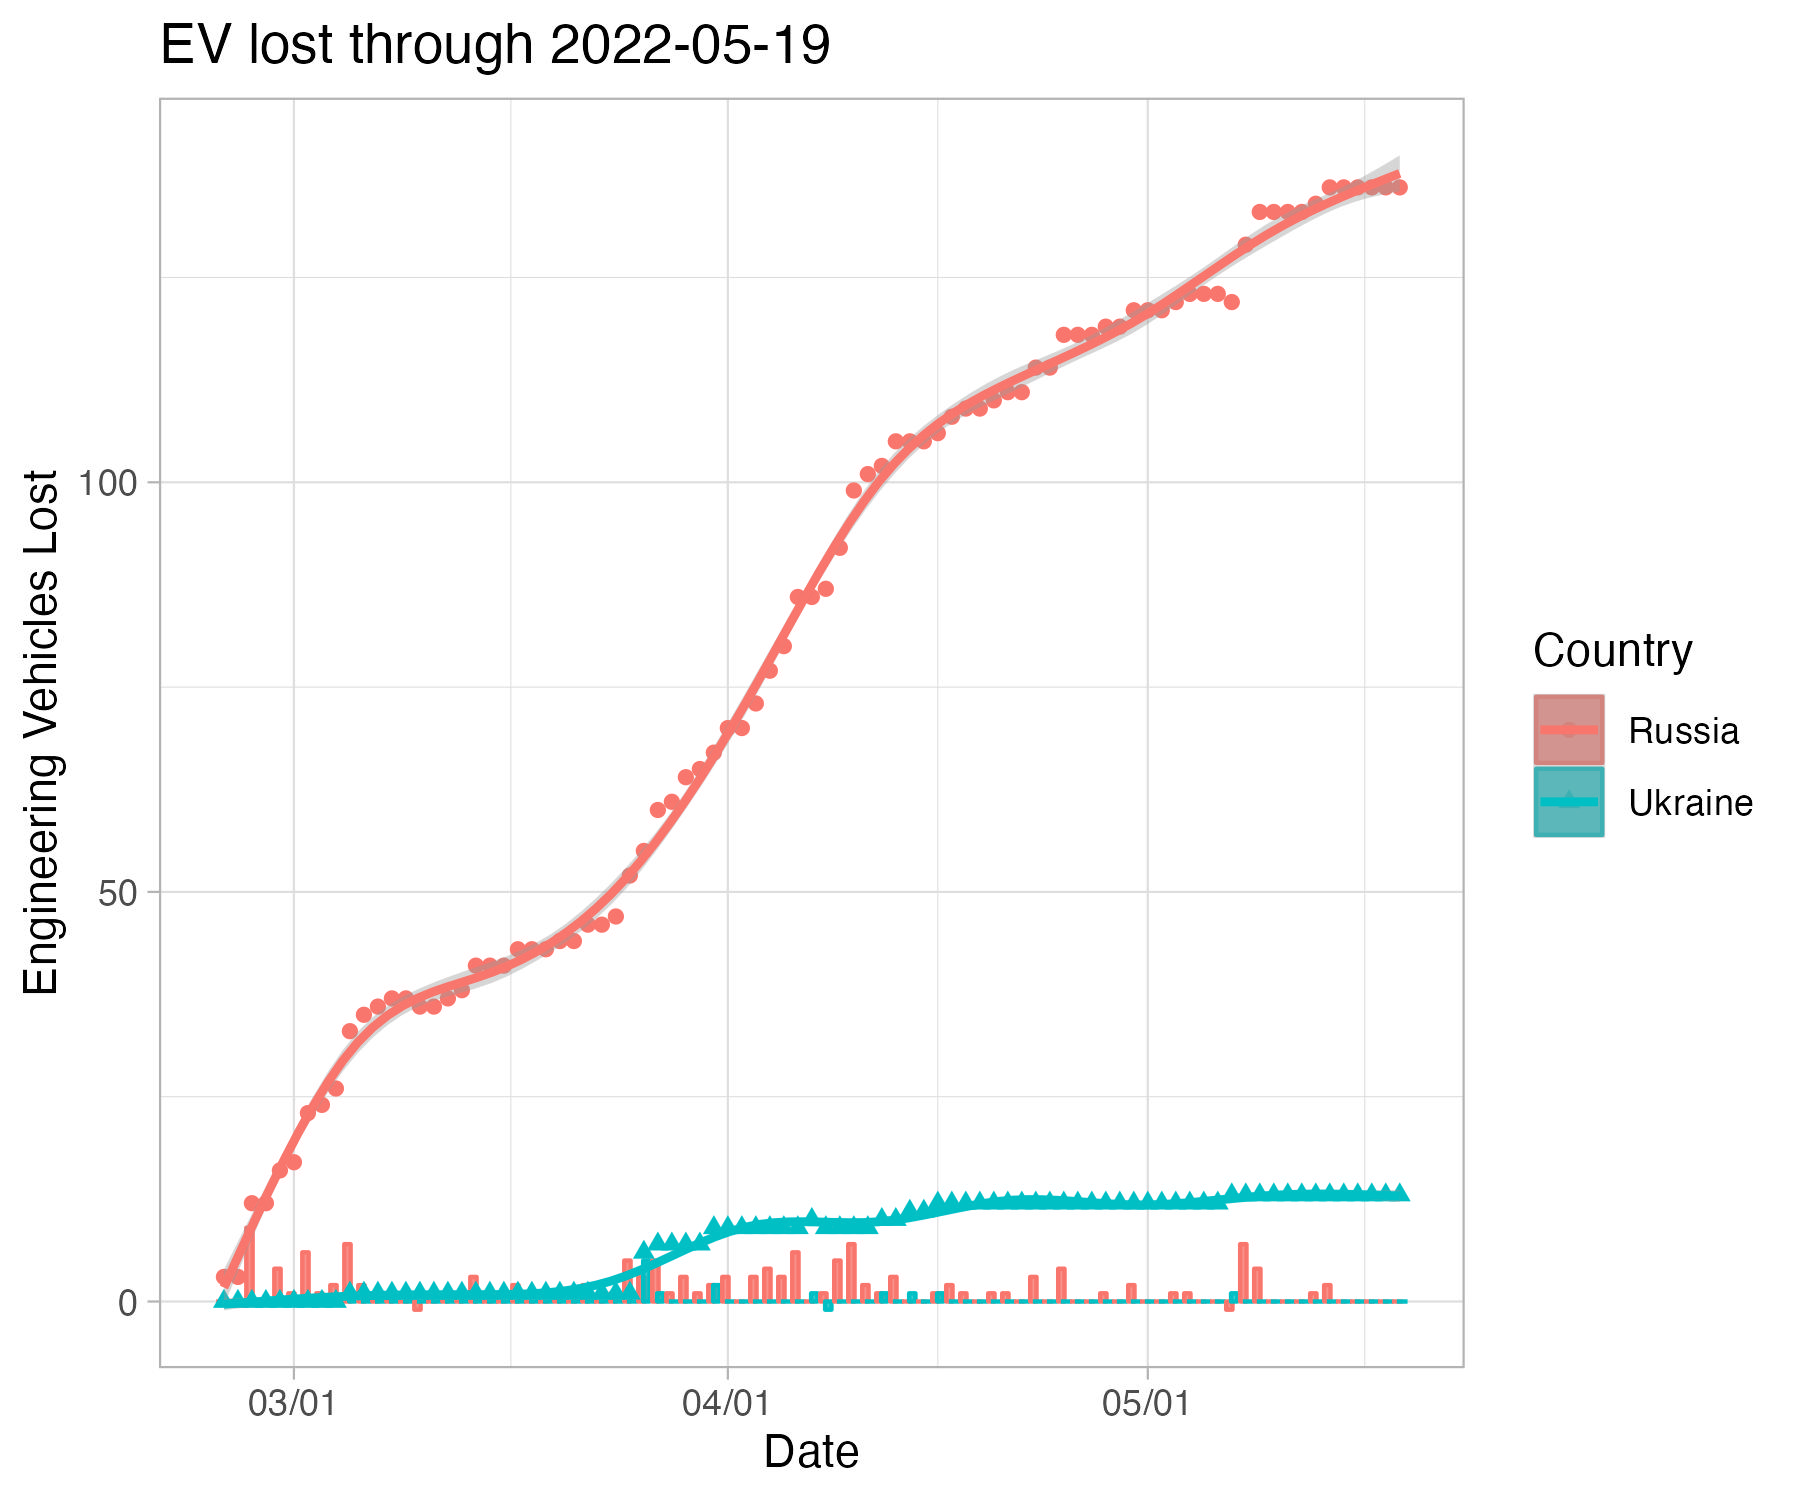 EV lost through 2022-05-19
Engineering Vehicles Lost
100
50
0
03/01
04/01
05/01
Date
Country
Russia
Ukraine